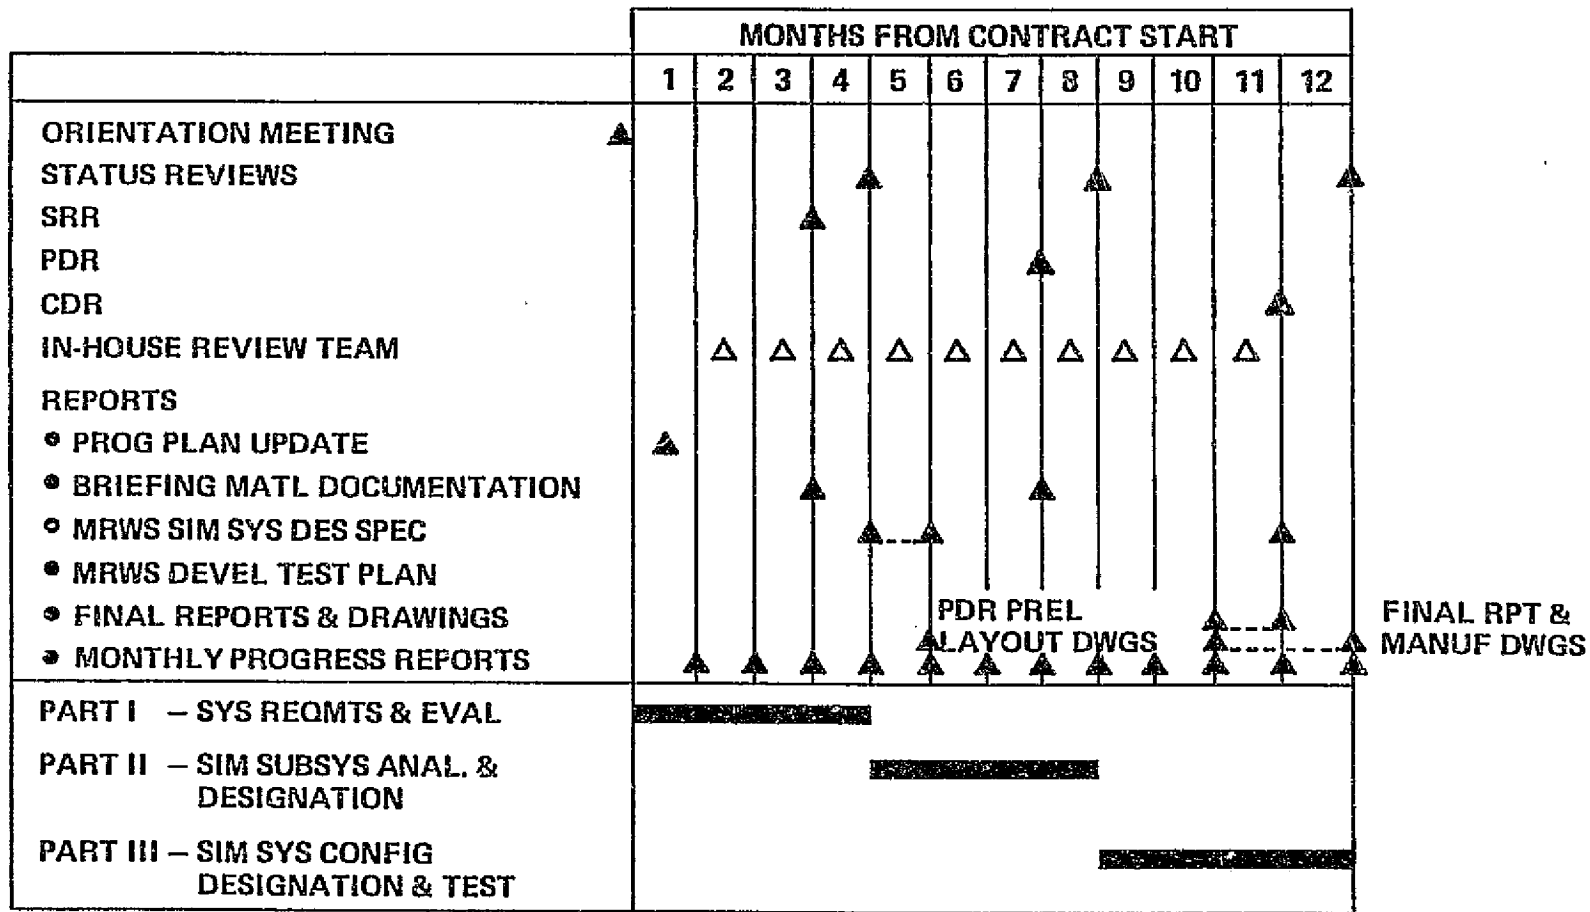 MONTHS FROM CONTRACT START
1 2 3 4 5 6 7 8 9 10 11 12
ORIENTATION MEETING
STATUS REVIEWS
SRR
PDR
CDR
IN-HOUSE REVIEW TEAM
REPORTS
• PROG PLAN UPDATE
• BRIEFING MATL DOCUMENTATION
• MRWS SIM SYS DES SPEC
• MRWS DEVEL TEST PLAN
• FINAL REPORTS & DRAWINGS
PDR PREL
LAYOUT DWGS
FINAL RPT &
MANUF DWGS
• MONTHLY PROGRESS REPORTS
PART I – SYS REQMTS & EVAL
PART II – SIM SUBSYS ANAL. &
DESIGNATION
PART III – SIM SYS CONFIG
DESIGNATION & TEST